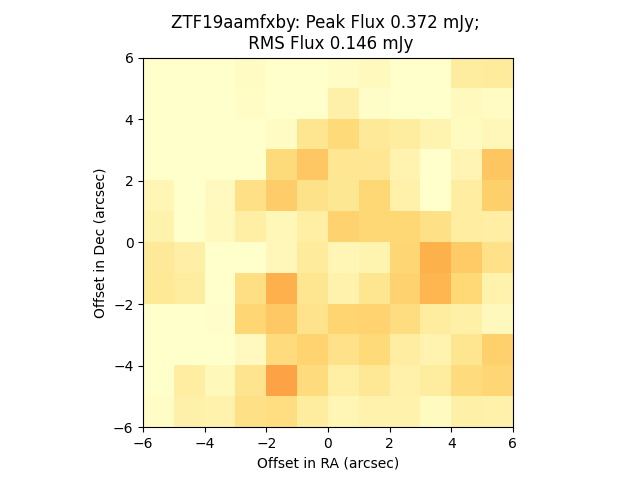 ZTF19aamfxby: Peak Flux 0.372 mJy;
RMS Flux 0.146 mJy
6
4
2
0
−2
−4
−6
Offset in Dec (arcsec)
−6 −4 −2 0 2 4 6
Offset in RA (arcsec)